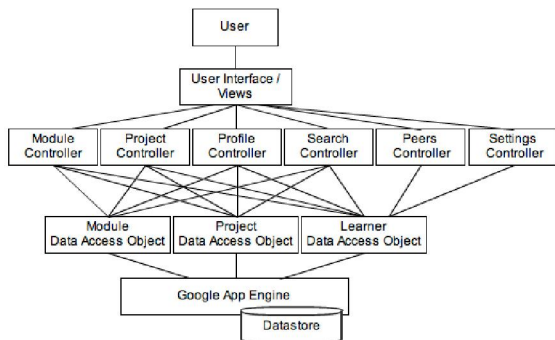 User
User Interface /
Views
Module
Controller
Project
Controller
Profile
Controller
Search
Controller
Peers
Controller
Settings
Controller
Module
Data Access Object
Project
Data Access Object
Learner
Data Access Object
Google App Engine
Datastore